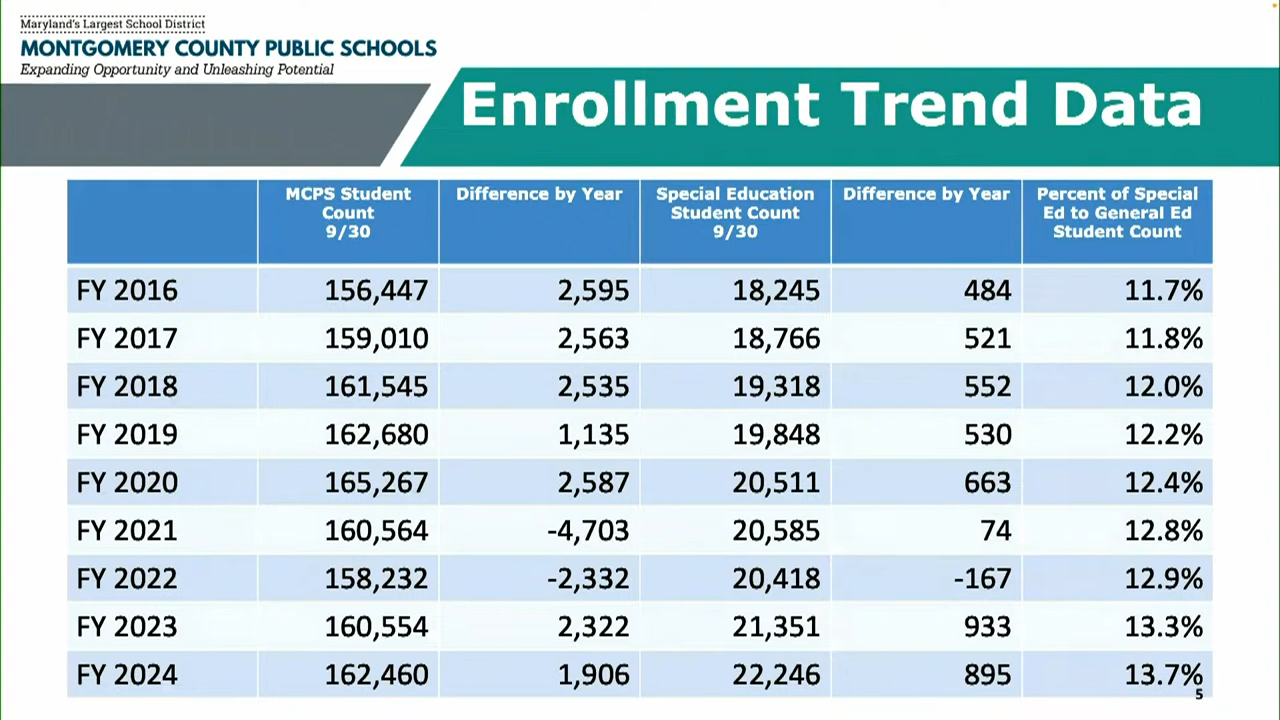 Maryland's Largest School District
MONTGOMERY COUNTY PUBLIC SCHOOLS
Expanding Opportunity and Unleashing Potential
Enrollment Trend Data
MCPS Student Count 9/30 Difference by Year Special Education Student Count 9/30 Difference by Year Percent of Special Ed to General Ed Student Count
FY 2016 156,447 2,595 18,245 484 11.7%
FY 2017 159,010 2,563 18,766 521 11.8%
FY 2018 161,545 2,535 19,318 552 12.0%
FY 2019 162,680 1,135 19,848 530 12.2%
FY 2020 165,267 2,587 20,511 663 12.4%
FY 2021 160,564 -4,703 20,585 74 12.8%
FY 2022 158,232 -2,332 20,418 -167 12.9%
FY 2023 160,554 2,322 21,351 933 13.3%
FY 2024 162,460 1,906 22,246 895 13.7%
5